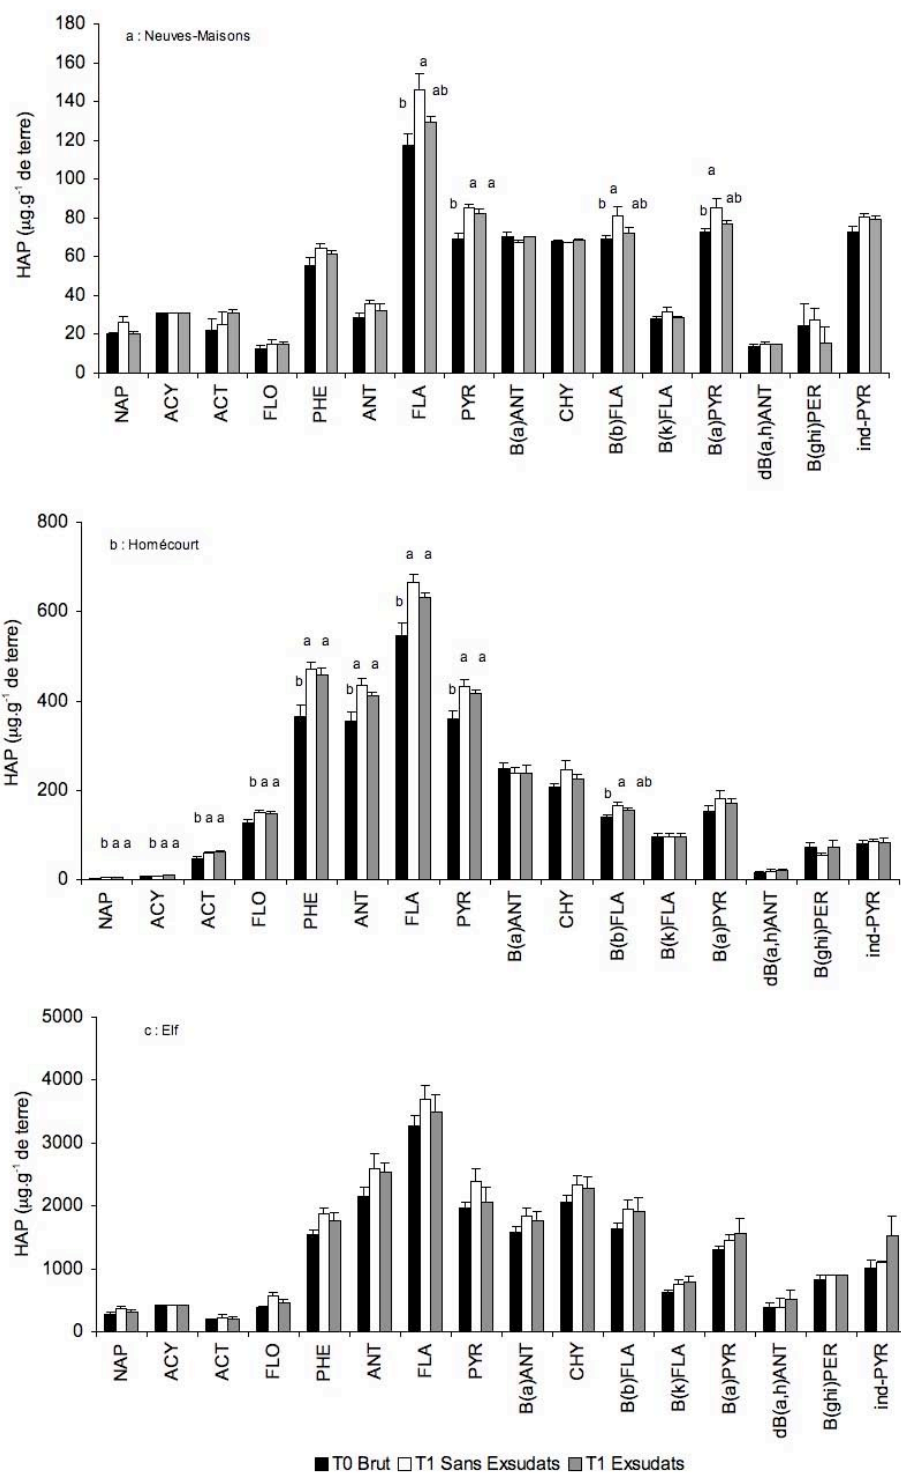 a : Neuves-Maisons
HAP (µg.g-1 de terre)
180
160
140
120
100
80
60
40
20
0
b a ab
b a a
b a ab
b a ab
NAP ACY ACT FLO PHE ANT FLA PYR B(a)ANT CHY B(b)FLA B(k)FLA B(a)PYR dB(a,h)ANT B(ghi)PER ind-PYR
b : Homécourt
HAP (µg.g-1 de terre)
800
600
400
200
0
b a a
b a a
b a a
b a a
b a a
b a a
b a a
b a a
b a ab
NAP ACY ACT FLO PHE ANT FLA PYR B(a)ANT CHY B(b)FLA B(k)FLA B(a)PYR dB(a,h)ANT B(ghi)PER ind-PYR
c : Elf
HAP (µg.g-1 de terre)
5000
4000
3000
2000
1000
0
NAP ACY ACT FLO PHE ANT FLA PYR B(a)ANT CHY B(b)FLA B(k)FLA B(a)PYR dB(a,h)ANT B(ghi)PER ind-PYR
T0 Brut T1 Sans Exsudats T1 Exsudats